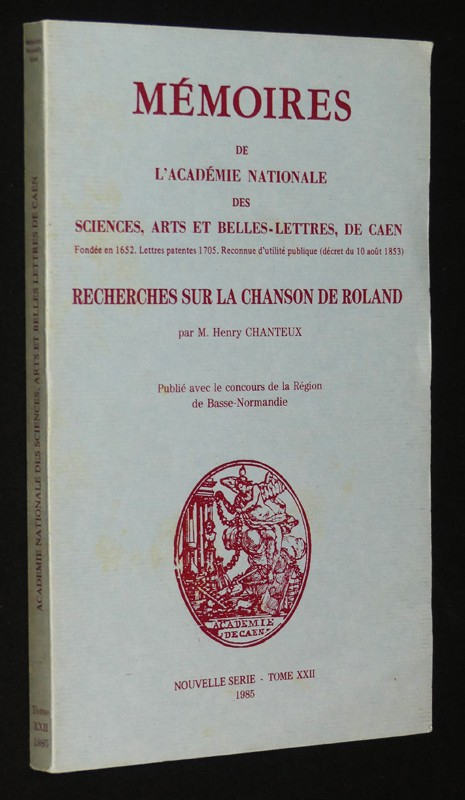 MÉMOIRES
DE
L'ACADÉMIE NATIONALE
DES
SCIENCES, ARTS ET BELLES-LETTRES, DE CAEN
Fondée en 1652. Lettres patentes 1705. Reconnue d'utilité publique (décret du 10 août 1853)
RECHERCHES SUR LA CHANSON DE ROLAND
par M. Henry CHANTEUX
Publié avec le concours de la Région
de Basse-Normandie
ACADEMIE
DE CAEN
NOUVELLE SERIE - TOME XXII
1985
ACADEMIE NATIONALE DES SCIENCES, ARTS ET BELLES LETTRES DE CAEN
Tome
XXII
1985